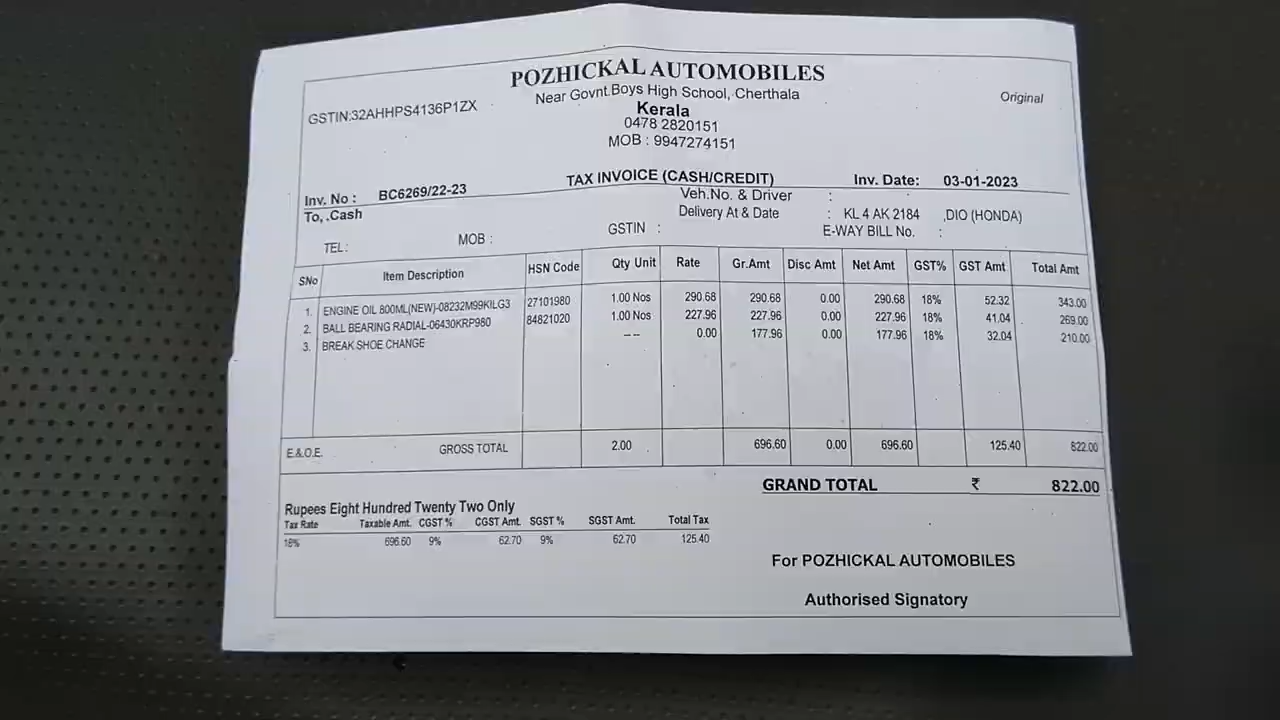 POZHICKAL AUTOMOBILES
Near Govnt.Boys High School, Cherthala
Original
GSTIN:32AHHPS4136P1ZX
Kerala
0478 2820151
MOB : 9947274151
TAX INVOICE (CASH/CREDIT)
Inv. No : BC6269/22-23
Inv. Date: 03-01-2023
To, .Cash
Veh.No. & Driver :
Delivery At & Date : KL 4 AK 2184 ,DIO (HONDA)
TEL : MOB : GSTIN : E-WAY BILL No. :
SNo Item Description HSN Code Qty Unit Rate Gr.Amt Disc Amt Net Amt GST% GST Amt Total Amt
1. ENGINE OIL 800ML(NEW)-08232M99KILG3 27101980 1.00 Nos 290.68 290.68 0.00 290.68 18% 52.32 343.00
2. BALL BEARING RADIAL-06430KRP980 84821020 1.00 Nos 227.96 227.96 0.00 227.96 18% 41.04 269.00
3. BREAK SHOE CHANGE -- 0.00 177.96 0.00 177.96 18% 32.04 210.00
E.&.O.E. GROSS TOTAL 2.00 696.60 0.00 696.60 125.40 822.00
GRAND TOTAL ₹ 822.00
Rupees Eight Hundred Twenty Two Only
Tax Rate Taxable Amt. CGST % CGST Amt. SGST % SGST Amt. Total Tax
18% 696.60 9% 62.70 9% 62.70 125.40
For POZHICKAL AUTOMOBILES
Authorised Signatory